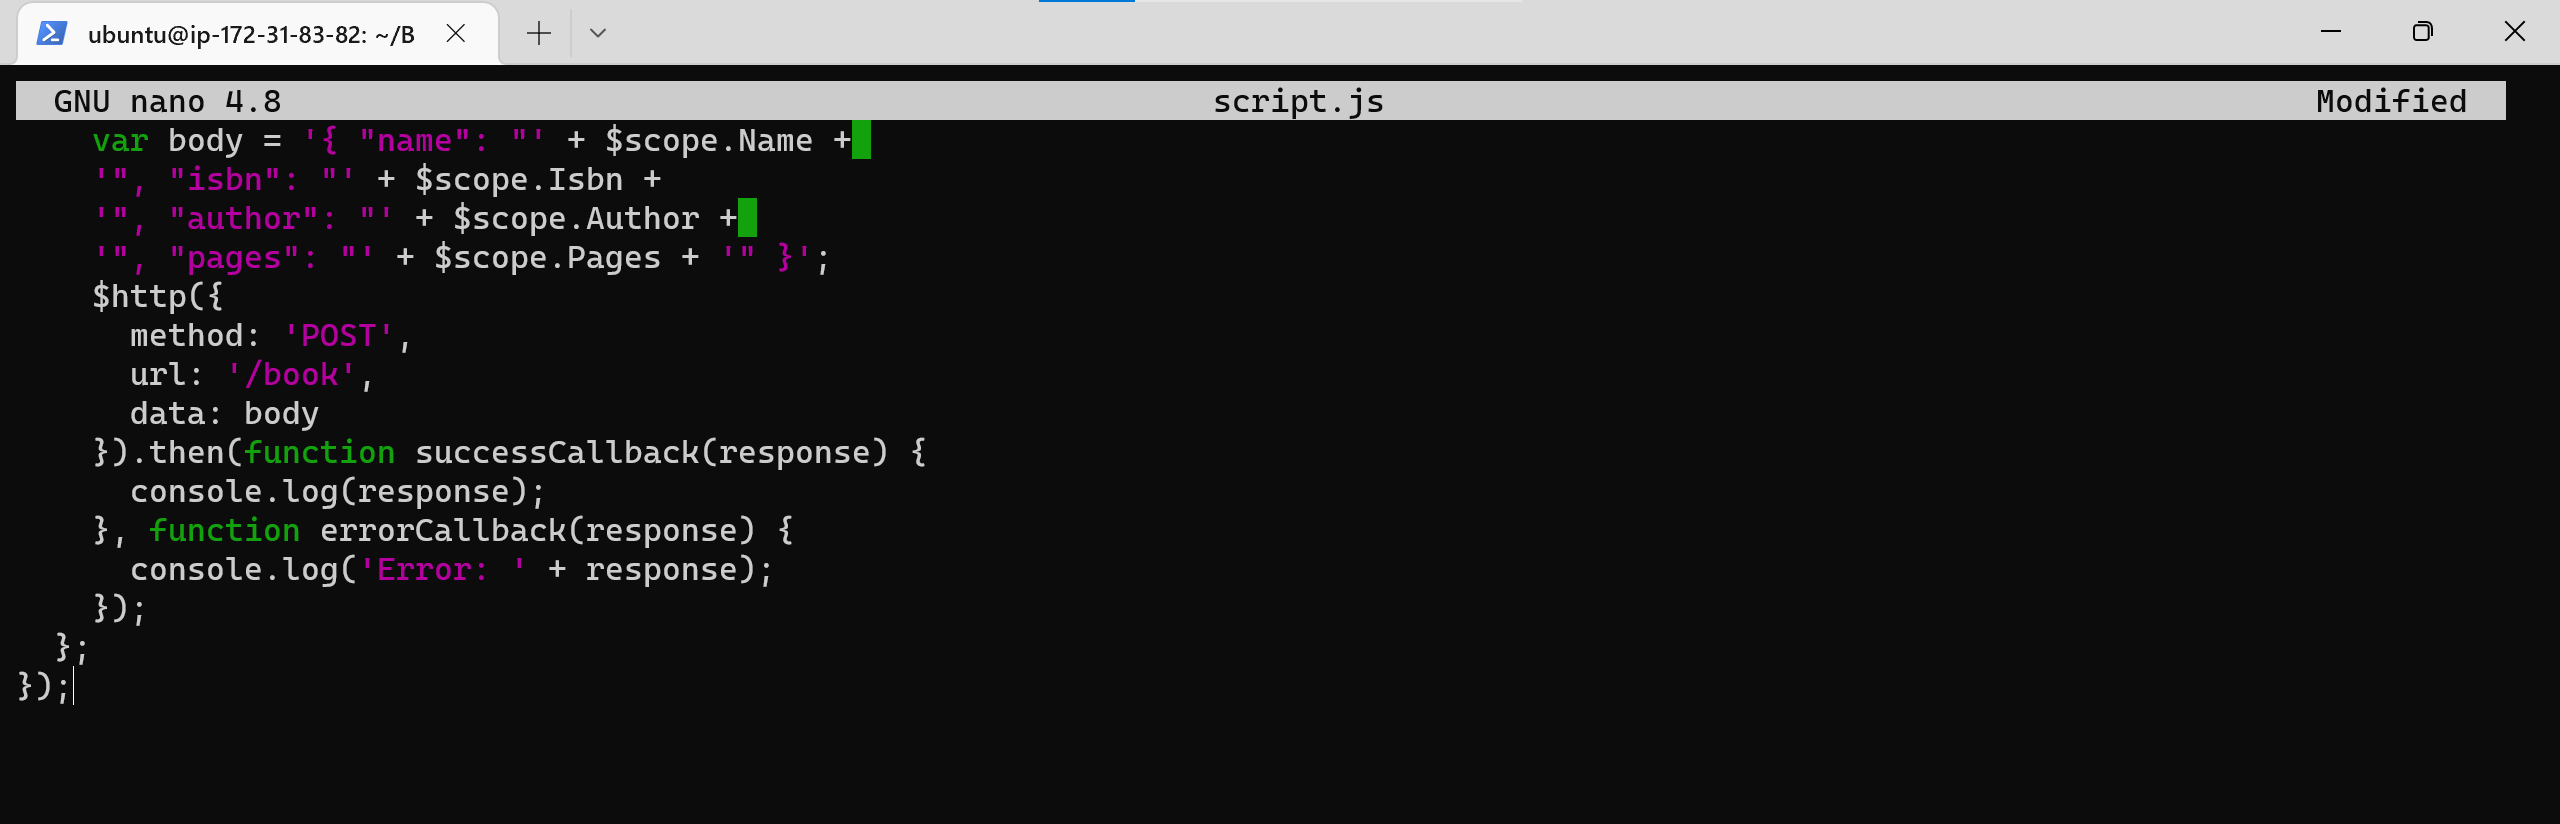 ubuntu@ip-172-31-83-82: ~/B
GNU nano 4.8 script.js Modified
    var body = '{ "name": "' + $scope.Name +
    '", "isbn": "' + $scope.Isbn +
    '", "author": "' + $scope.Author +
    '", "pages": "' + $scope.Pages + '" }';
    $http({
      method: 'POST',
      url: '/book',
      data: body
    }).then(function successCallback(response) {
      console.log(response);
    }, function errorCallback(response) {
      console.log('Error: ' + response);
    });
  };
});